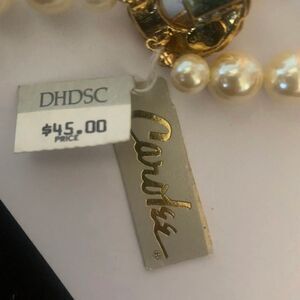 DHDSC
$45.00
PRICE
Carolee
®